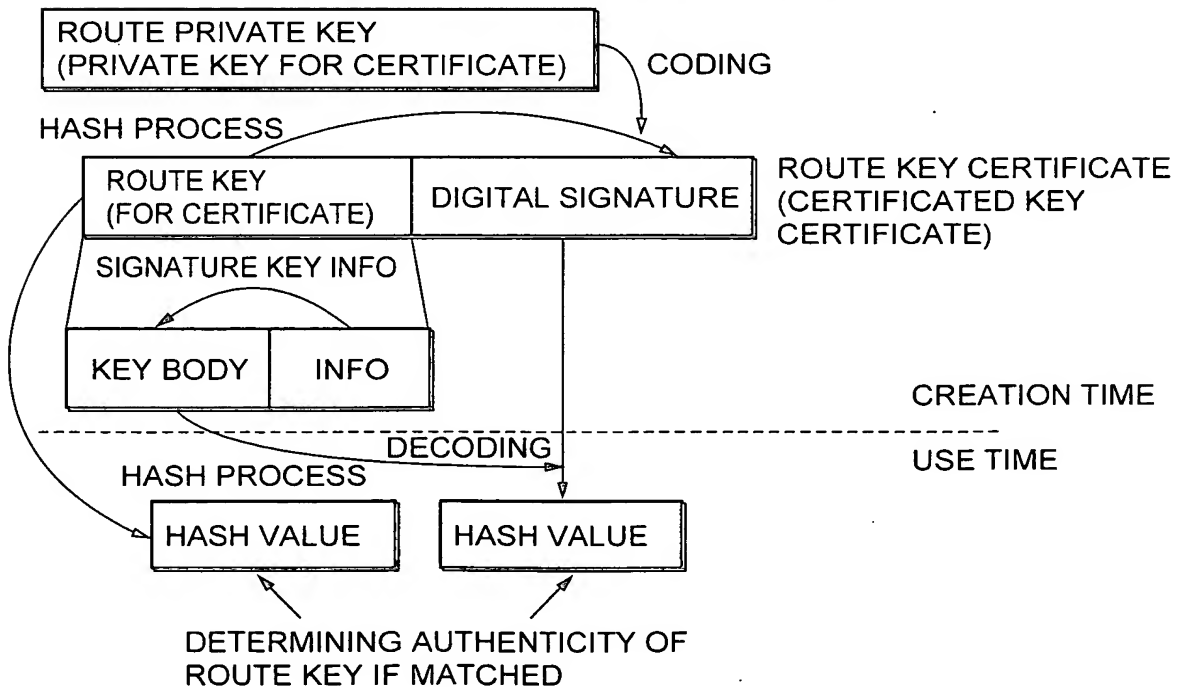 ROUTE PRIVATE KEY
(PRIVATE KEY FOR CERTIFICATE)
CODING
HASH PROCESS
ROUTE KEY
(FOR CERTIFICATE)
DIGITAL SIGNATURE
ROUTE KEY CERTIFICATE
(CERTIFICATED KEY
CERTIFICATE)
SIGNATURE KEY INFO
KEY BODY
INFO
CREATION TIME
DECODING
USE TIME
HASH PROCESS
HASH VALUE
HASH VALUE
DETERMINING AUTHENTICITY OF
ROUTE KEY IF MATCHED